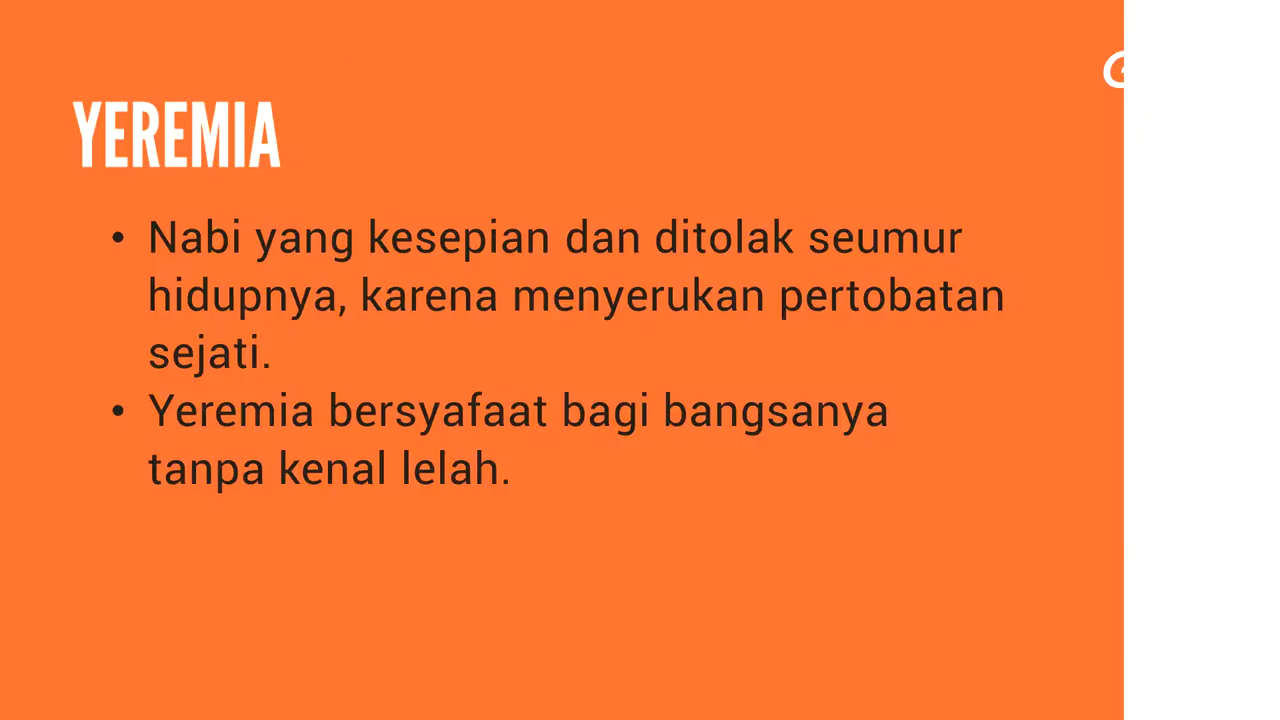 YEREMIA
• Nabi yang kesepian dan ditolak seumur
hidupnya, karena menyerukan pertobatan
sejati.
• Yeremia bersyafaat bagi bangsanya
tanpa kenal lelah.